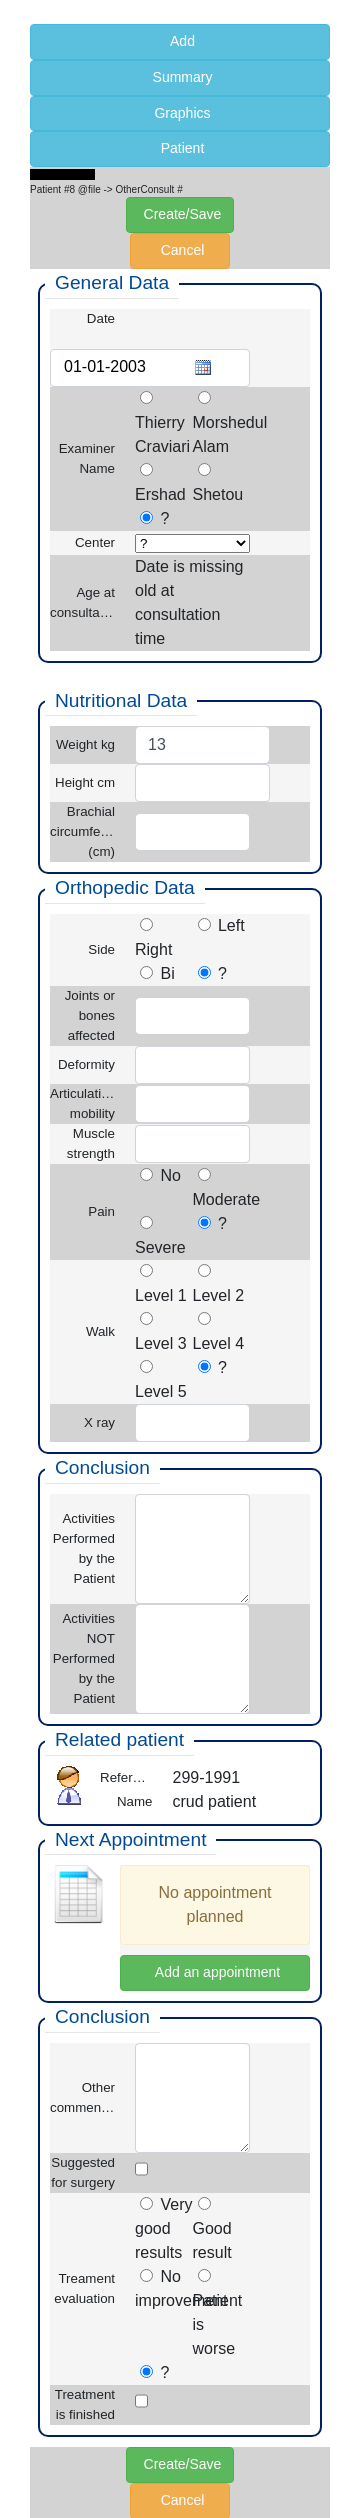 Add
Summary
Graphics
Patient
Patient #8 @file -> OtherConsult #
Create/Save
Cancel
General Data
Date
01-01-2003
Examiner Name
Thierry Craviari
Morshedul Alam
Ershad
Shetou
?
Center
?
Age at consulta…
Date is missing
old at
consultation
time
Nutritional Data
Weight kg
13
Height cm
Brachial
circumfe…
(cm)
Orthopedic Data
Side
Right
Left
Bi
?
Joints or
bones
affected
Deformity
Articulati…
mobility
Muscle
strength
Pain
No
Moderate
Severe
?
Walk
Level 1
Level 2
Level 3
Level 4
Level 5
?
X ray
Conclusion
Activities
Performed
by the
Patient
Activities
NOT
Performed
by the
Patient
Related patient
Refer…
299-1991
Name
crud patient
Next Appointment
No appointment
planned
Add an appointment
Conclusion
Other
commen…
Suggested
for surgery
Treament
evaluation
Very
good
results
Good
result
No
improvement
Patient
is
worse
?
Treatment
is finished
Create/Save
Cancel